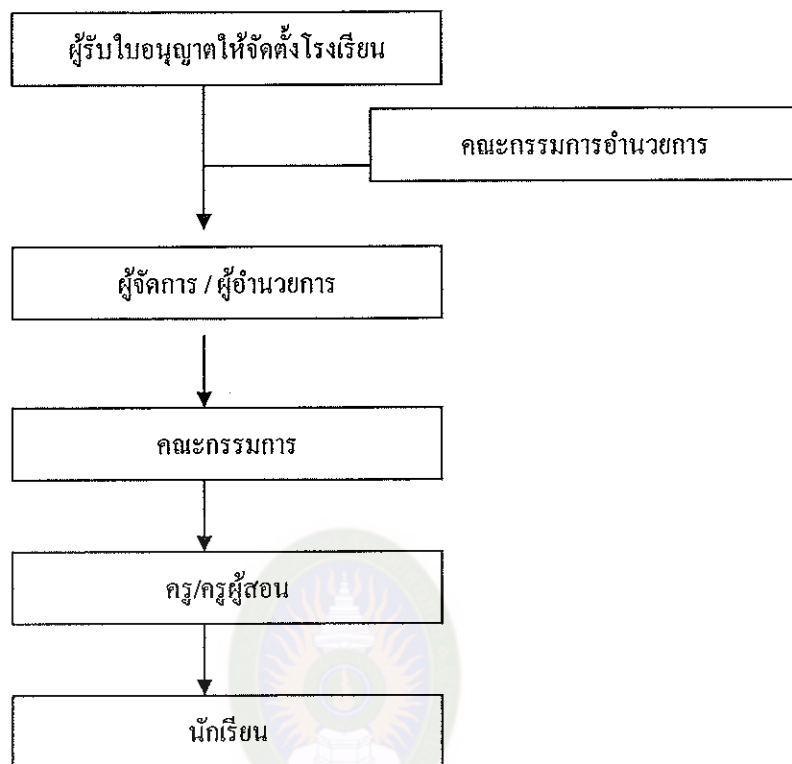 ผู้รับใบอนุญาตให้จัดตั้งโรงเรียน
คณะกรรมการอำนวยการ
ผู้จัดการ / ผู้อำนวยการ
คณะกรรมการ
ครู/ครูผู้สอน
นักเรียน